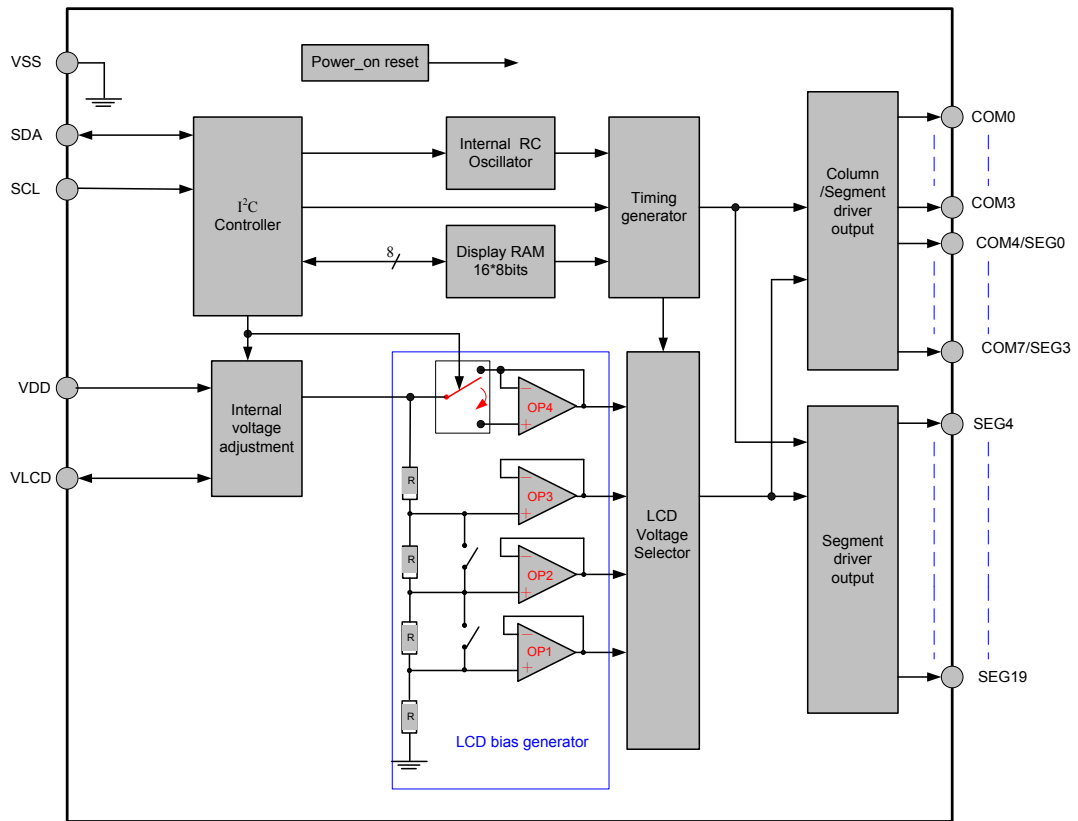 VSS
Power_on reset
SDA
SCL
I²C
Controller
Internal RC
Oscillator
8
Display RAM
16*8bits
Timing
generator
Column
/Segment
driver
output
COM0
COM3
COM4/SEG0
COM7/SEG3
VDD
VLCD
Internal
voltage
adjustment
R
R
R
R
−
+
OP4
−
+
OP3
−
+
OP2
−
+
OP1
LCD bias generator
LCD
Voltage
Selector
Segment
driver
output
SEG4
SEG19